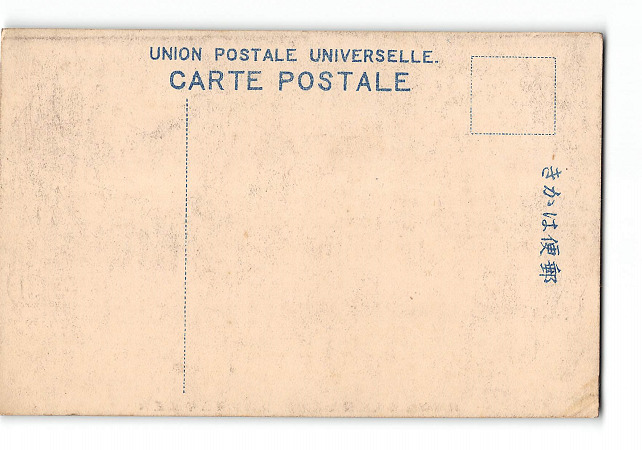 UNION POSTALE UNIVERSELLE.
CARTE POSTALE
きかは便郵